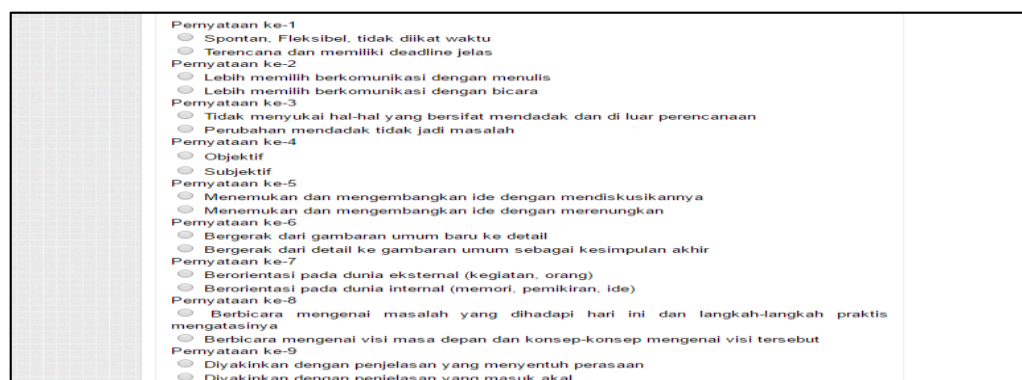 Pernyataan ke-1
Spontan, Fleksibel, tidak diikat waktu
Terencana dan memiliki deadline jelas
Pernyataan ke-2
Lebih memilih berkomunikasi dengan menulis
Lebih memilih berkomunikasi dengan bicara
Pernyataan ke-3
Tidak menyukai hal-hal yang bersifat mendadak dan di luar perencanaan
Perubahan mendadak tidak jadi masalah
Pernyataan ke-4
Objektif
Subjektif
Pernyataan ke-5
Menemukan dan mengembangkan ide dengan mendiskusikannya
Menemukan dan mengembangkan ide dengan merenungkan
Pernyataan ke-6
Bergerak dari gambaran umum baru ke detail
Bergerak dari detail ke gambaran umum sebagai kesimpulan akhir
Pernyataan ke-7
Berorientasi pada dunia eksternal (kegiatan, orang)
Berorientasi pada dunia internal (memori, pemikiran, ide)
Pernyataan ke-8
Berbicara mengenai masalah yang dihadapi hari ini dan langkah-langkah praktis
mengatasinya
Berbicara mengenai visi masa depan dan konsep-konsep mengenai visi tersebut
Pernyataan ke-9
Diyakinkan dengan penjelasan yang menyentuh perasaan
Diyakinkan dengan penjelasan yang masuk akal